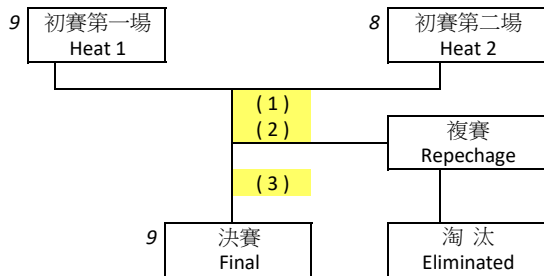 9
初賽第一場
Heat 1
8
初賽第二場
Heat 2
( 1 )
( 2 )
複賽
Repechage
( 3 )
9
決賽
Final
淘 汰
Eliminated